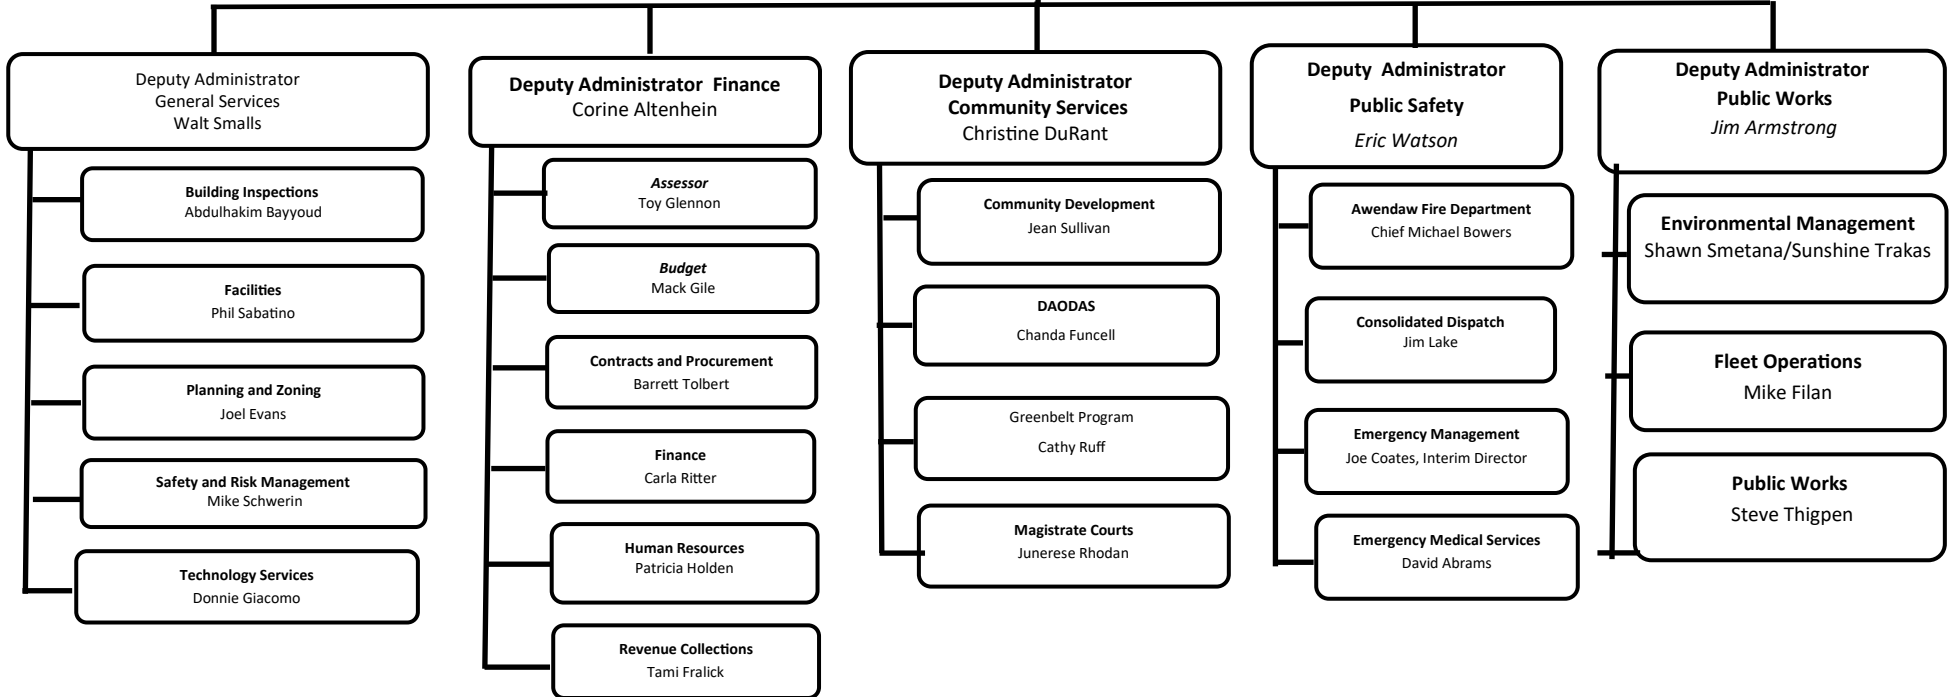 Deputy Administrator
General Services
Walt Smalls
Building Inspections
Abdulhakim Bayyoud
Facilities
Phil Sabatino
Planning and Zoning
Joel Evans
Safety and Risk Management
Mike Schwerin
Technology Services
Donnie Giacomo
Deputy Administrator Finance
Corine Altenhein
Assessor
Toy Glennon
Budget
Mack Gile
Contracts and Procurement
Barrett Tolbert
Finance
Carla Ritter
Human Resources
Patricia Holden
Revenue Collections
Tami Fralick
Deputy Administrator
Community Services
Christine DuRant
Community Development
Jean Sullivan
DAODAS
Chanda Funcell
Greenbelt Program
Cathy Ruff
Magistrate Courts
Junerese Rhodan
Deputy Administrator
Public Safety
Eric Watson
Awendaw Fire Department
Chief Michael Bowers
Consolidated Dispatch
Jim Lake
Emergency Management
Joe Coates, Interim Director
Emergency Medical Services
David Abrams
Deputy Administrator
Public Works
Jim Armstrong
Environmental Management
Shawn Smetana/Sunshine Trakas
Fleet Operations
Mike Filan
Public Works
Steve Thigpen